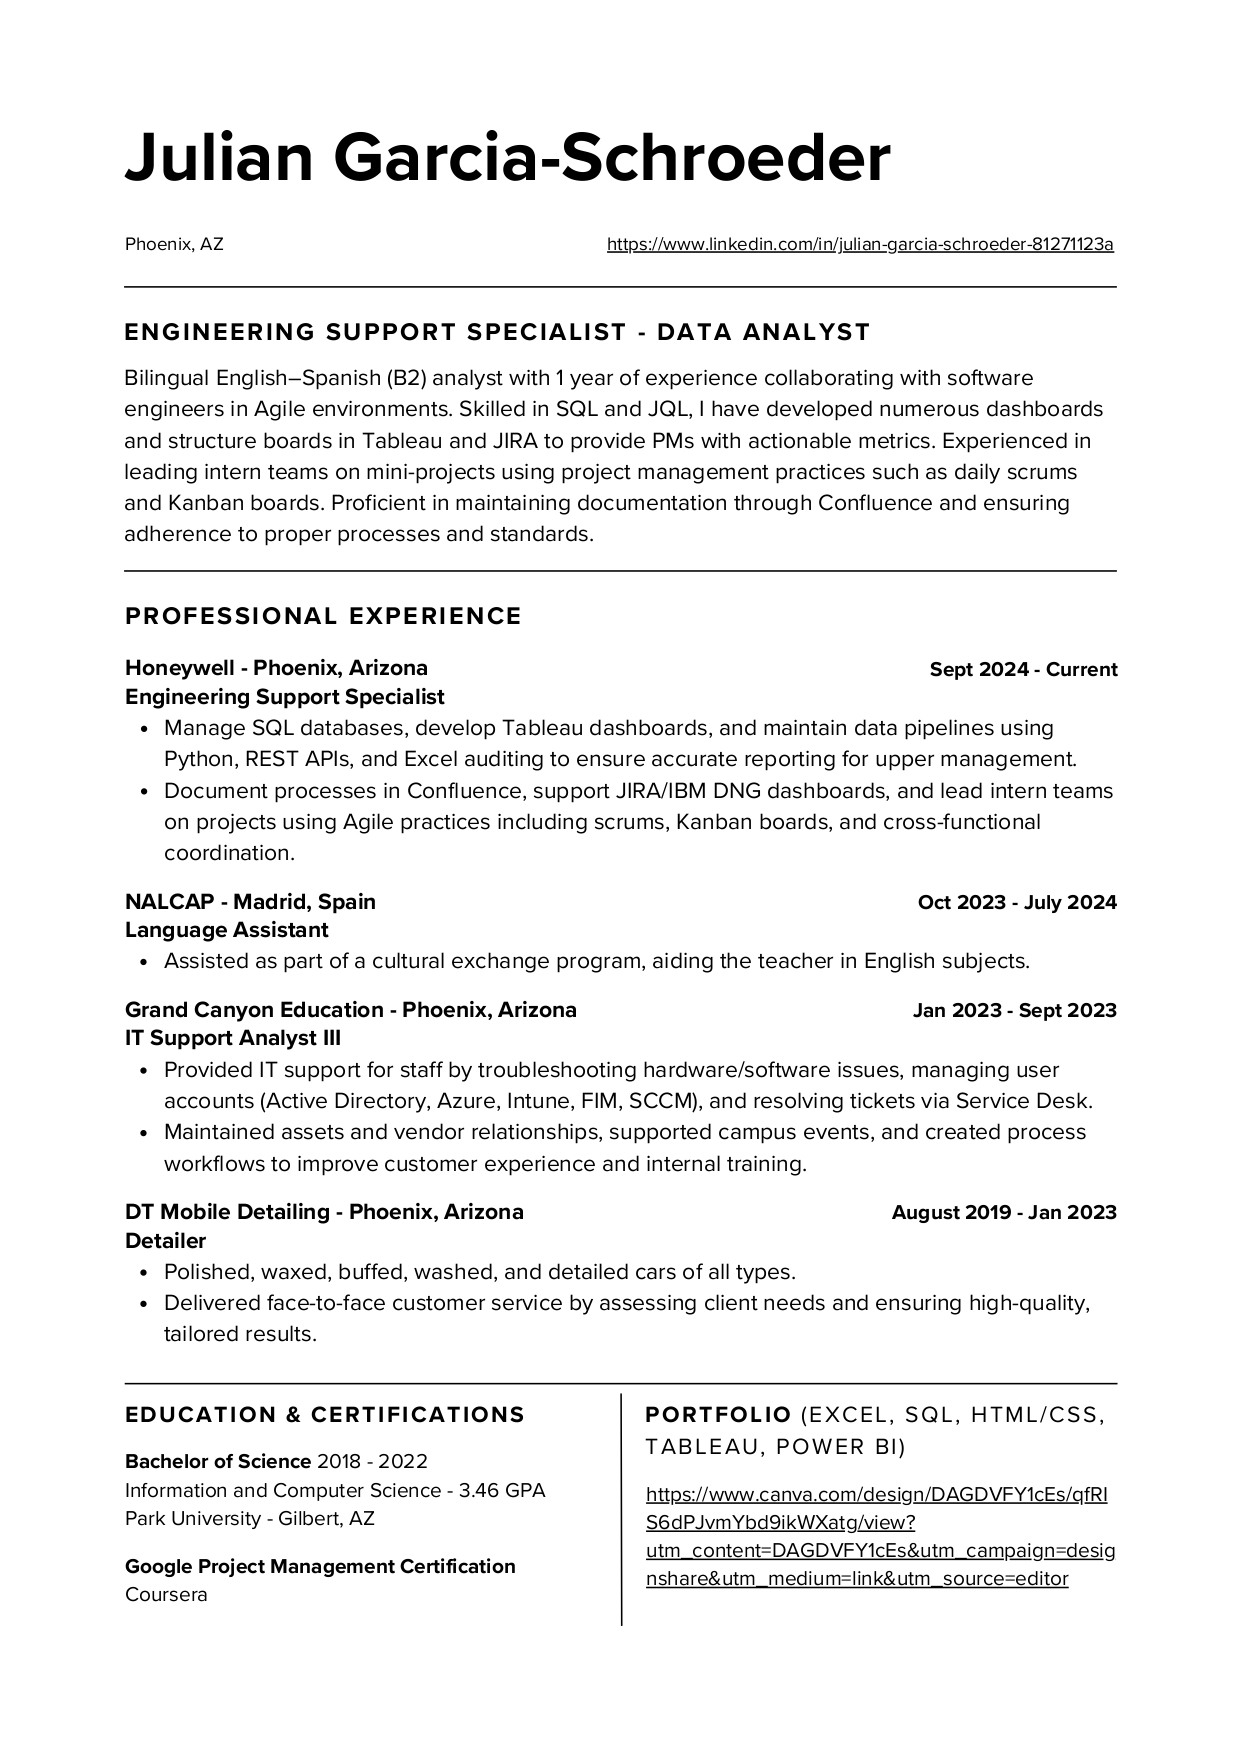 Julian Garcia-Schroeder
Phoenix, AZ
https://www.linkedin.com/in/julian-garcia-schroeder-81271123a
ENGINEERING SUPPORT SPECIALIST - DATA ANALYST
Bilingual English–Spanish (B2) analyst with 1 year of experience collaborating with software
engineers in Agile environments. Skilled in SQL and JQL, I have developed numerous dashboards
and structure boards in Tableau and JIRA to provide PMs with actionable metrics. Experienced in
leading intern teams on mini-projects using project management practices such as daily scrums
and Kanban boards. Proficient in maintaining documentation through Confluence and ensuring
adherence to proper processes and standards.
PROFESSIONAL EXPERIENCE
Honeywell - Phoenix, Arizona
Sept 2024 - Current
Engineering Support Specialist
• Manage SQL databases, develop Tableau dashboards, and maintain data pipelines using
Python, REST APIs, and Excel auditing to ensure accurate reporting for upper management.
• Document processes in Confluence, support JIRA/IBM DNG dashboards, and lead intern teams
on projects using Agile practices including scrums, Kanban boards, and cross-functional
coordination.
NALCAP - Madrid, Spain
Oct 2023 - July 2024
Language Assistant
• Assisted as part of a cultural exchange program, aiding the teacher in English subjects.
Grand Canyon Education - Phoenix, Arizona
Jan 2023 - Sept 2023
IT Support Analyst III
• Provided IT support for staff by troubleshooting hardware/software issues, managing user
accounts (Active Directory, Azure, Intune, FIM, SCCM), and resolving tickets via Service Desk.
• Maintained assets and vendor relationships, supported campus events, and created process
workflows to improve customer experience and internal training.
DT Mobile Detailing - Phoenix, Arizona
August 2019 - Jan 2023
Detailer
• Polished, waxed, buffed, washed, and detailed cars of all types.
• Delivered face-to-face customer service by assessing client needs and ensuring high-quality,
tailored results.
EDUCATION & CERTIFICATIONS
Bachelor of Science 2018 - 2022
Information and Computer Science - 3.46 GPA
Park University - Gilbert, AZ
Google Project Management Certification
Coursera
PORTFOLIO (EXCEL, SQL, HTML/CSS,
TABLEAU, POWER BI)
https://www.canva.com/design/DAGDVFY1cEs/qfRI
S6dPJvmYbd9ikWXatg/view?
utm_content=DAGDVFY1cEs&utm_campaign=desig
nshare&utm_medium=link&utm_source=editor